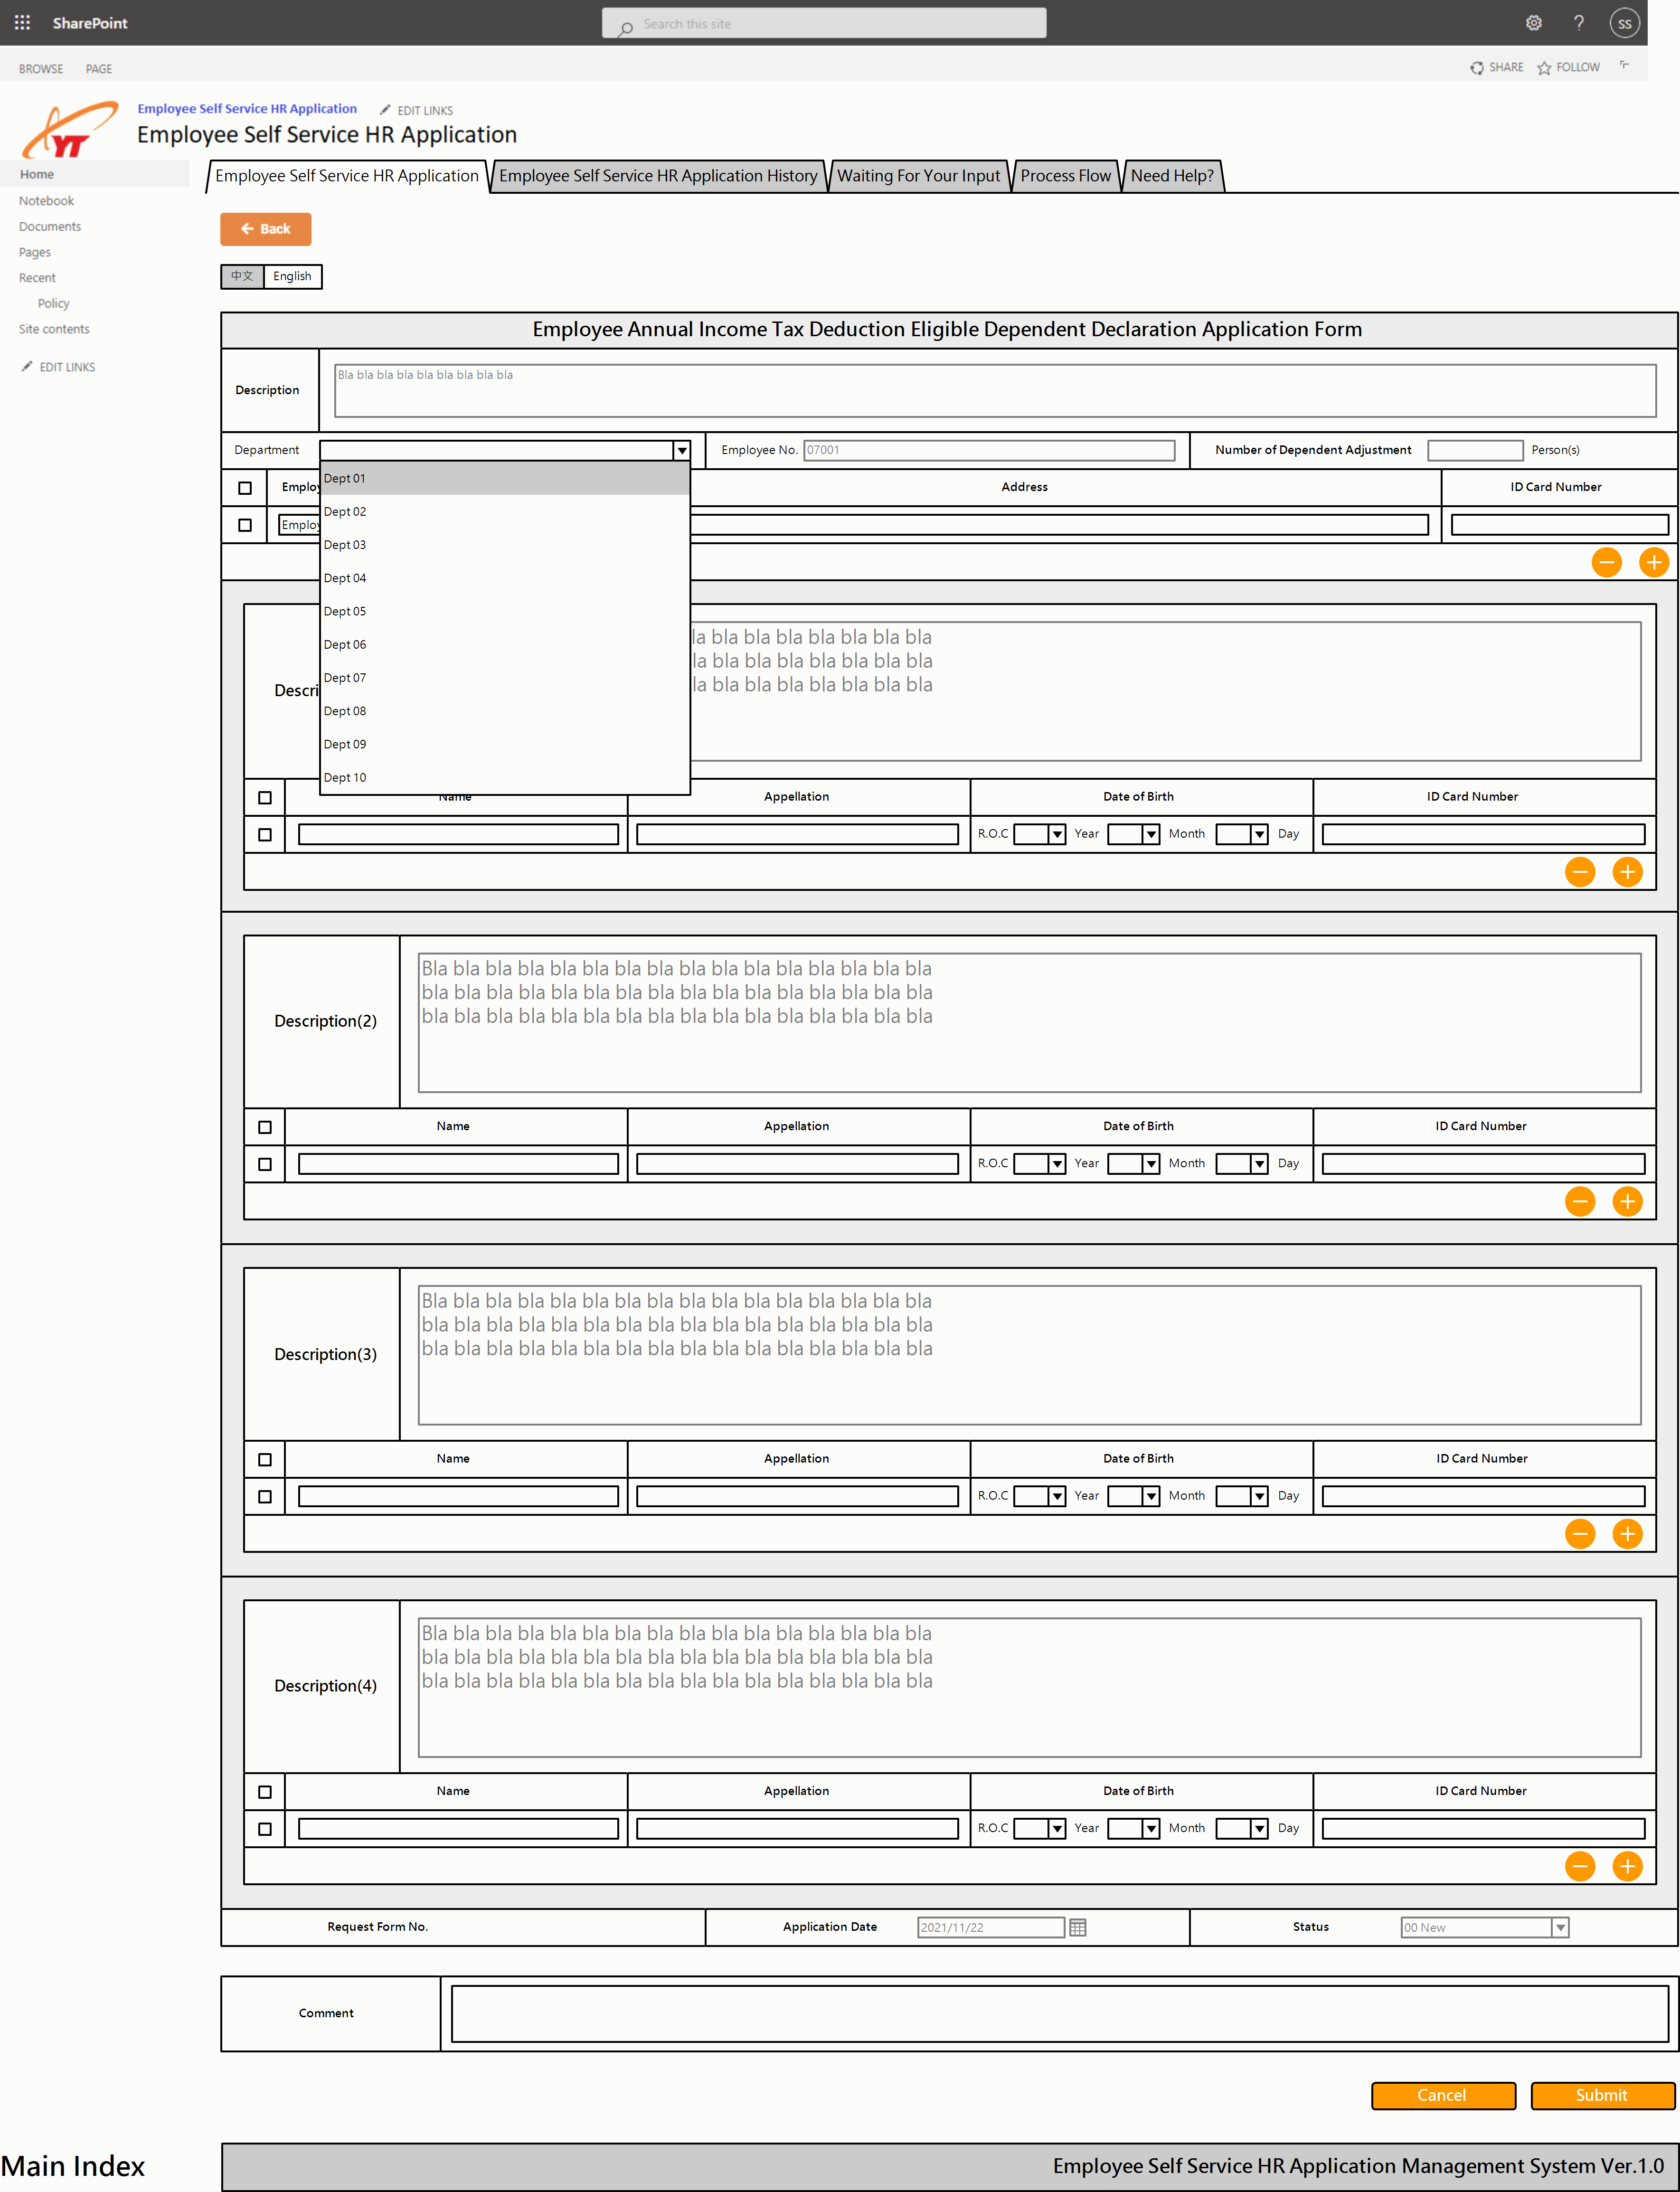 SharePoint
Search this site
SS
BROWSE PAGE
SHARE FOLLOW
YT
Employee Self Service HR Application EDIT LINKS
Employee Self Service HR Application
Home
Notebook
Documents
Pages
Recent
Policy
Site contents
EDIT LINKS
Employee Self Service HR Application Employee Self Service HR Application History Waiting For Your Input Process Flow Need Help?
Back
中文 English
Employee Annual Income Tax Deduction Eligible Dependent Declaration Application Form
Description
Bla bla bla bla bla bla bla bla bla
Department Employee No. 07001 Number of Dependent Adjustment Person(s)
Dept 01
Dept 02
Dept 03
Dept 04
Dept 05
Dept 06
Dept 07
Dept 08
Dept 09
Dept 10
Address ID Card Number
bla bla bla bla bla bla bla
bla bla bla bla bla bla bla
bla bla bla bla bla bla bla
Name Appellation Date of Birth ID Card Number
R.O.C Year Month Day
Description(2)
Bla bla bla bla bla bla bla bla bla bla bla bla bla bla bla bla
bla bla bla bla bla bla bla bla bla bla bla bla bla bla bla bla
bla bla bla bla bla bla bla bla bla bla bla bla bla bla bla bla
Name Appellation Date of Birth ID Card Number
R.O.C Year Month Day
Description(3)
Bla bla bla bla bla bla bla bla bla bla bla bla bla bla bla bla
bla bla bla bla bla bla bla bla bla bla bla bla bla bla bla bla
bla bla bla bla bla bla bla bla bla bla bla bla bla bla bla bla
Name Appellation Date of Birth ID Card Number
R.O.C Year Month Day
Description(4)
Bla bla bla bla bla bla bla bla bla bla bla bla bla bla bla bla
bla bla bla bla bla bla bla bla bla bla bla bla bla bla bla bla
bla bla bla bla bla bla bla bla bla bla bla bla bla bla bla bla
Name Appellation Date of Birth ID Card Number
R.O.C Year Month Day
Request Form No. Application Date 2021/11/22 Status 00 New
Comment
Cancel Submit
Main Index
Employee Self Service HR Application Management System Ver.1.0